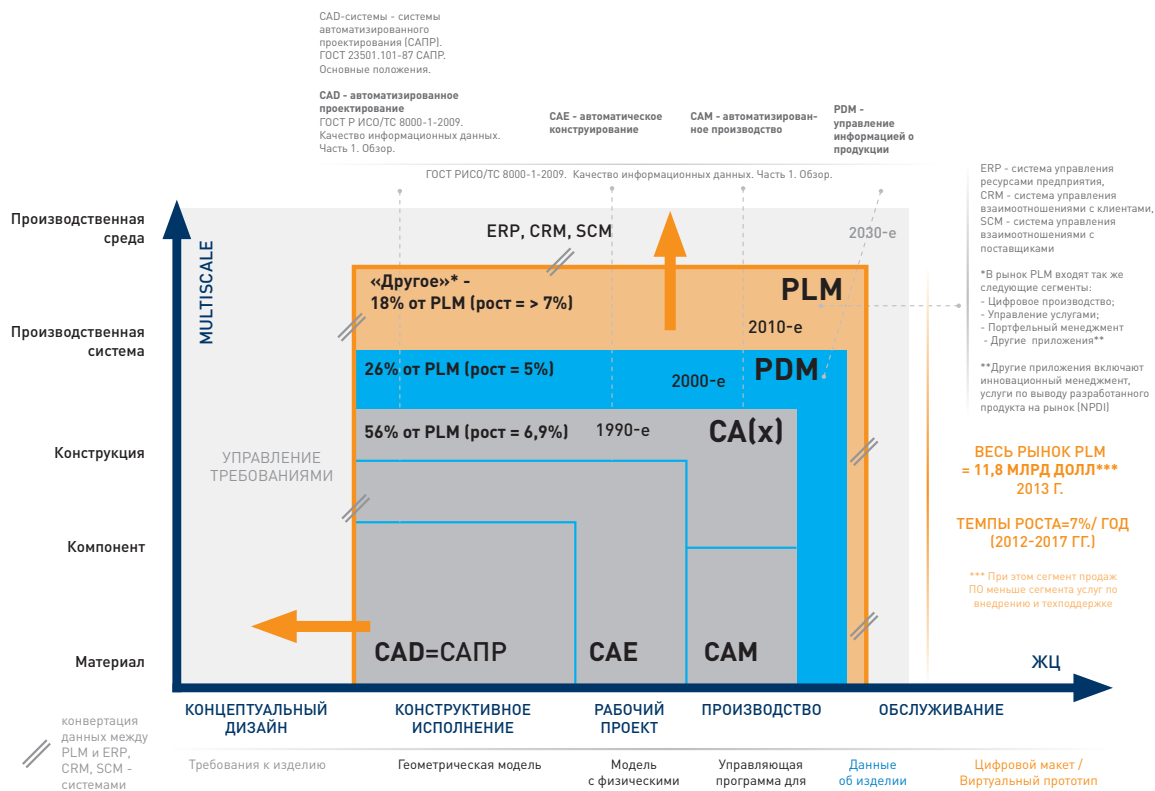 CAD-системы - системы
автоматизированного
проектирования (САПР).
ГОСТ 23501.101-87 САПР.
Основные положения.
CAD - автоматизированное
проектирование
ГОСТ Р ИСО/ТС 8000-1-2009.
Качество информационных данных.
Часть 1. Обзор.
CAE - автоматическое
конструирование
CAM - автоматизирован-
ное производство
PDM -
управление
информацией о
продукции
ГОСТ РИСО/ТС 8000-1-2009. Качество информационных данных. Часть 1. Обзор.
ERP - система управления
ресурсами предприятия,
CRM - система управления
взаимоотношениями с клиентами,
SCM - система управления
взаимоотношениями с
поставщиками
*В рынок PLM входят так же
следующие сегменты:
- Цифровое производство;
- Управление услугами;
- Портфельный менеджмент
- Другие приложения**
**Другие приложения включают
инновационный менеджмент,
услуги по выводу разработанного
продукта на рынок (NPDI)
ВЕСЬ РЫНОК PLM
= 11,8 МЛРД ДОЛЛ***
2013 Г.
ТЕМПЫ РОСТА=7%/ ГОД
(2012-2017 ГГ.)
*** При этом сегмент продаж
ПО меньше сегмента услуг по
внедрению и техподдержке
Производственная
среда
Производственная
система
Конструкция
Компонент
Материал
MULTISCALE
ERP, CRM, SCM
2030-е
«Другое»* -
18% от PLM (рост = > 7%)
PLM
2010-е
26% от PLM (рост = 5%)
2000-е
PDM
56% от PLM (рост = 6,9%)
1990-е
CA(x)
УПРАВЛЕНИЕ
ТРЕБОВАНИЯМИ
CAD=САПР
CAE
CAM
ЖЦ
КОНЦЕПТУАЛЬНЫЙ
ДИЗАЙН
КОНСТРУКТИВНОЕ
ИСПОЛНЕНИЕ
РАБОЧИЙ
ПРОЕКТ
ПРОИЗВОДСТВО
ОБСЛУЖИВАНИЕ
конвертация
данных между
PLM и ERP,
CRM, SCM -
системами
Требования к изделию
Геометрическая модель
Модель
с физическими
Управляющая
программа для
Данные
об изделии
Цифровой макет /
Виртуальный прототип